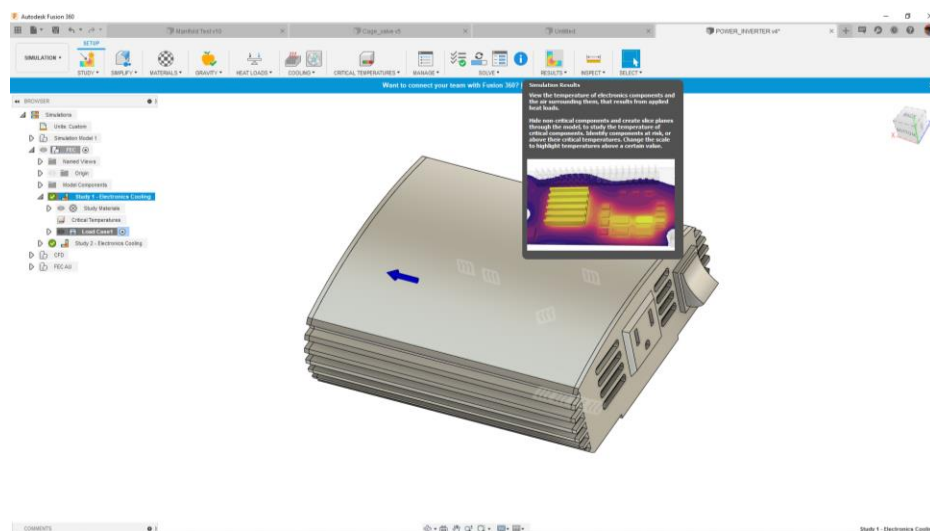 Autodesk Fusion 360
Manifold Test v10
Cage_valve v5
Untitled
POWER_INVERTER v4*
SETUP
SIMULATION
STUDY
SIMPLIFY
MATERIALS
GRAVITY
HEAT LOADS
COOLING
CRITICAL TEMPERATURES
MANAGE
SOLVE
RESULTS
INSPECT
SELECT
Want to connect your team with Fusion 360?
BROWSER
Simulations
Units: Custom
Simulation Model 1
FEC
Named Views
Origin
Model Components
Study 1 - Electronics Cooling
Study Materials
Critical Temperatures
Load Case1
Study 2 - Electronics Cooling
CFD
FEC-AU
Simulation Results
View the temperature of electronics components and
the air surrounding them, that results from applied
heat loads.
Hide non-critical components and create slice planes
through the model, to study the temperature of
critical components. Identify components at risk, or
above their critical temperatures. Change the scale
to highlight temperatures above a certain value.
COMMENTS
Study 1 - Electronics Cooling